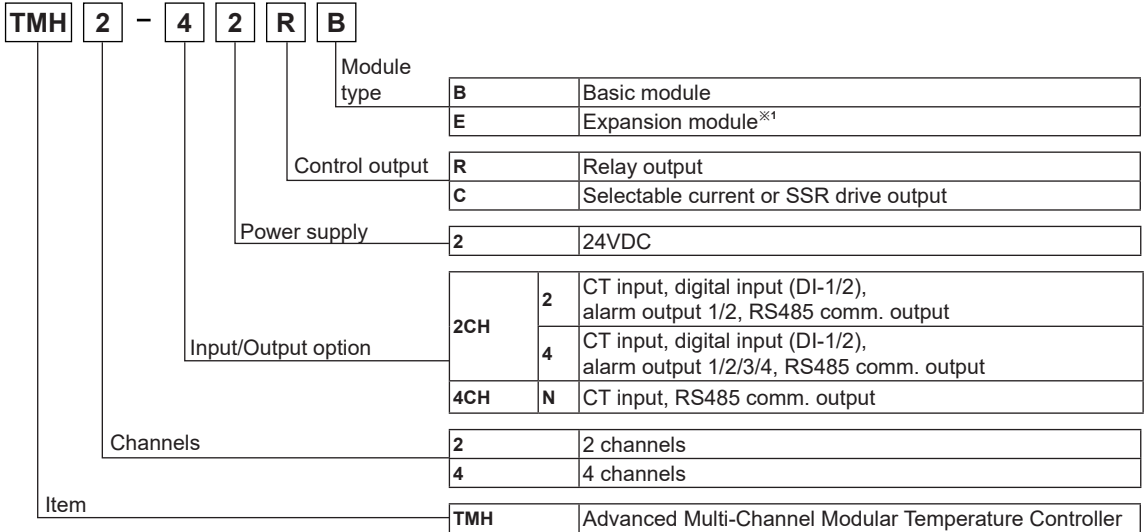 TMH 2 - 4 2 R B
Module
type
B Basic module
E Expansion module※1
Control output
R Relay output
C Selectable current or SSR drive output
Power supply
2 24VDC
Input/Output option
2CH
2 CT input, digital input (DI-1/2),
alarm output 1/2, RS485 comm. output
4 CT input, digital input (DI-1/2),
alarm output 1/2/3/4, RS485 comm. output
4CH N CT input, RS485 comm. output
Channels
2 2 channels
4 4 channels
Item
TMH Advanced Multi-Channel Modular Temperature Controller